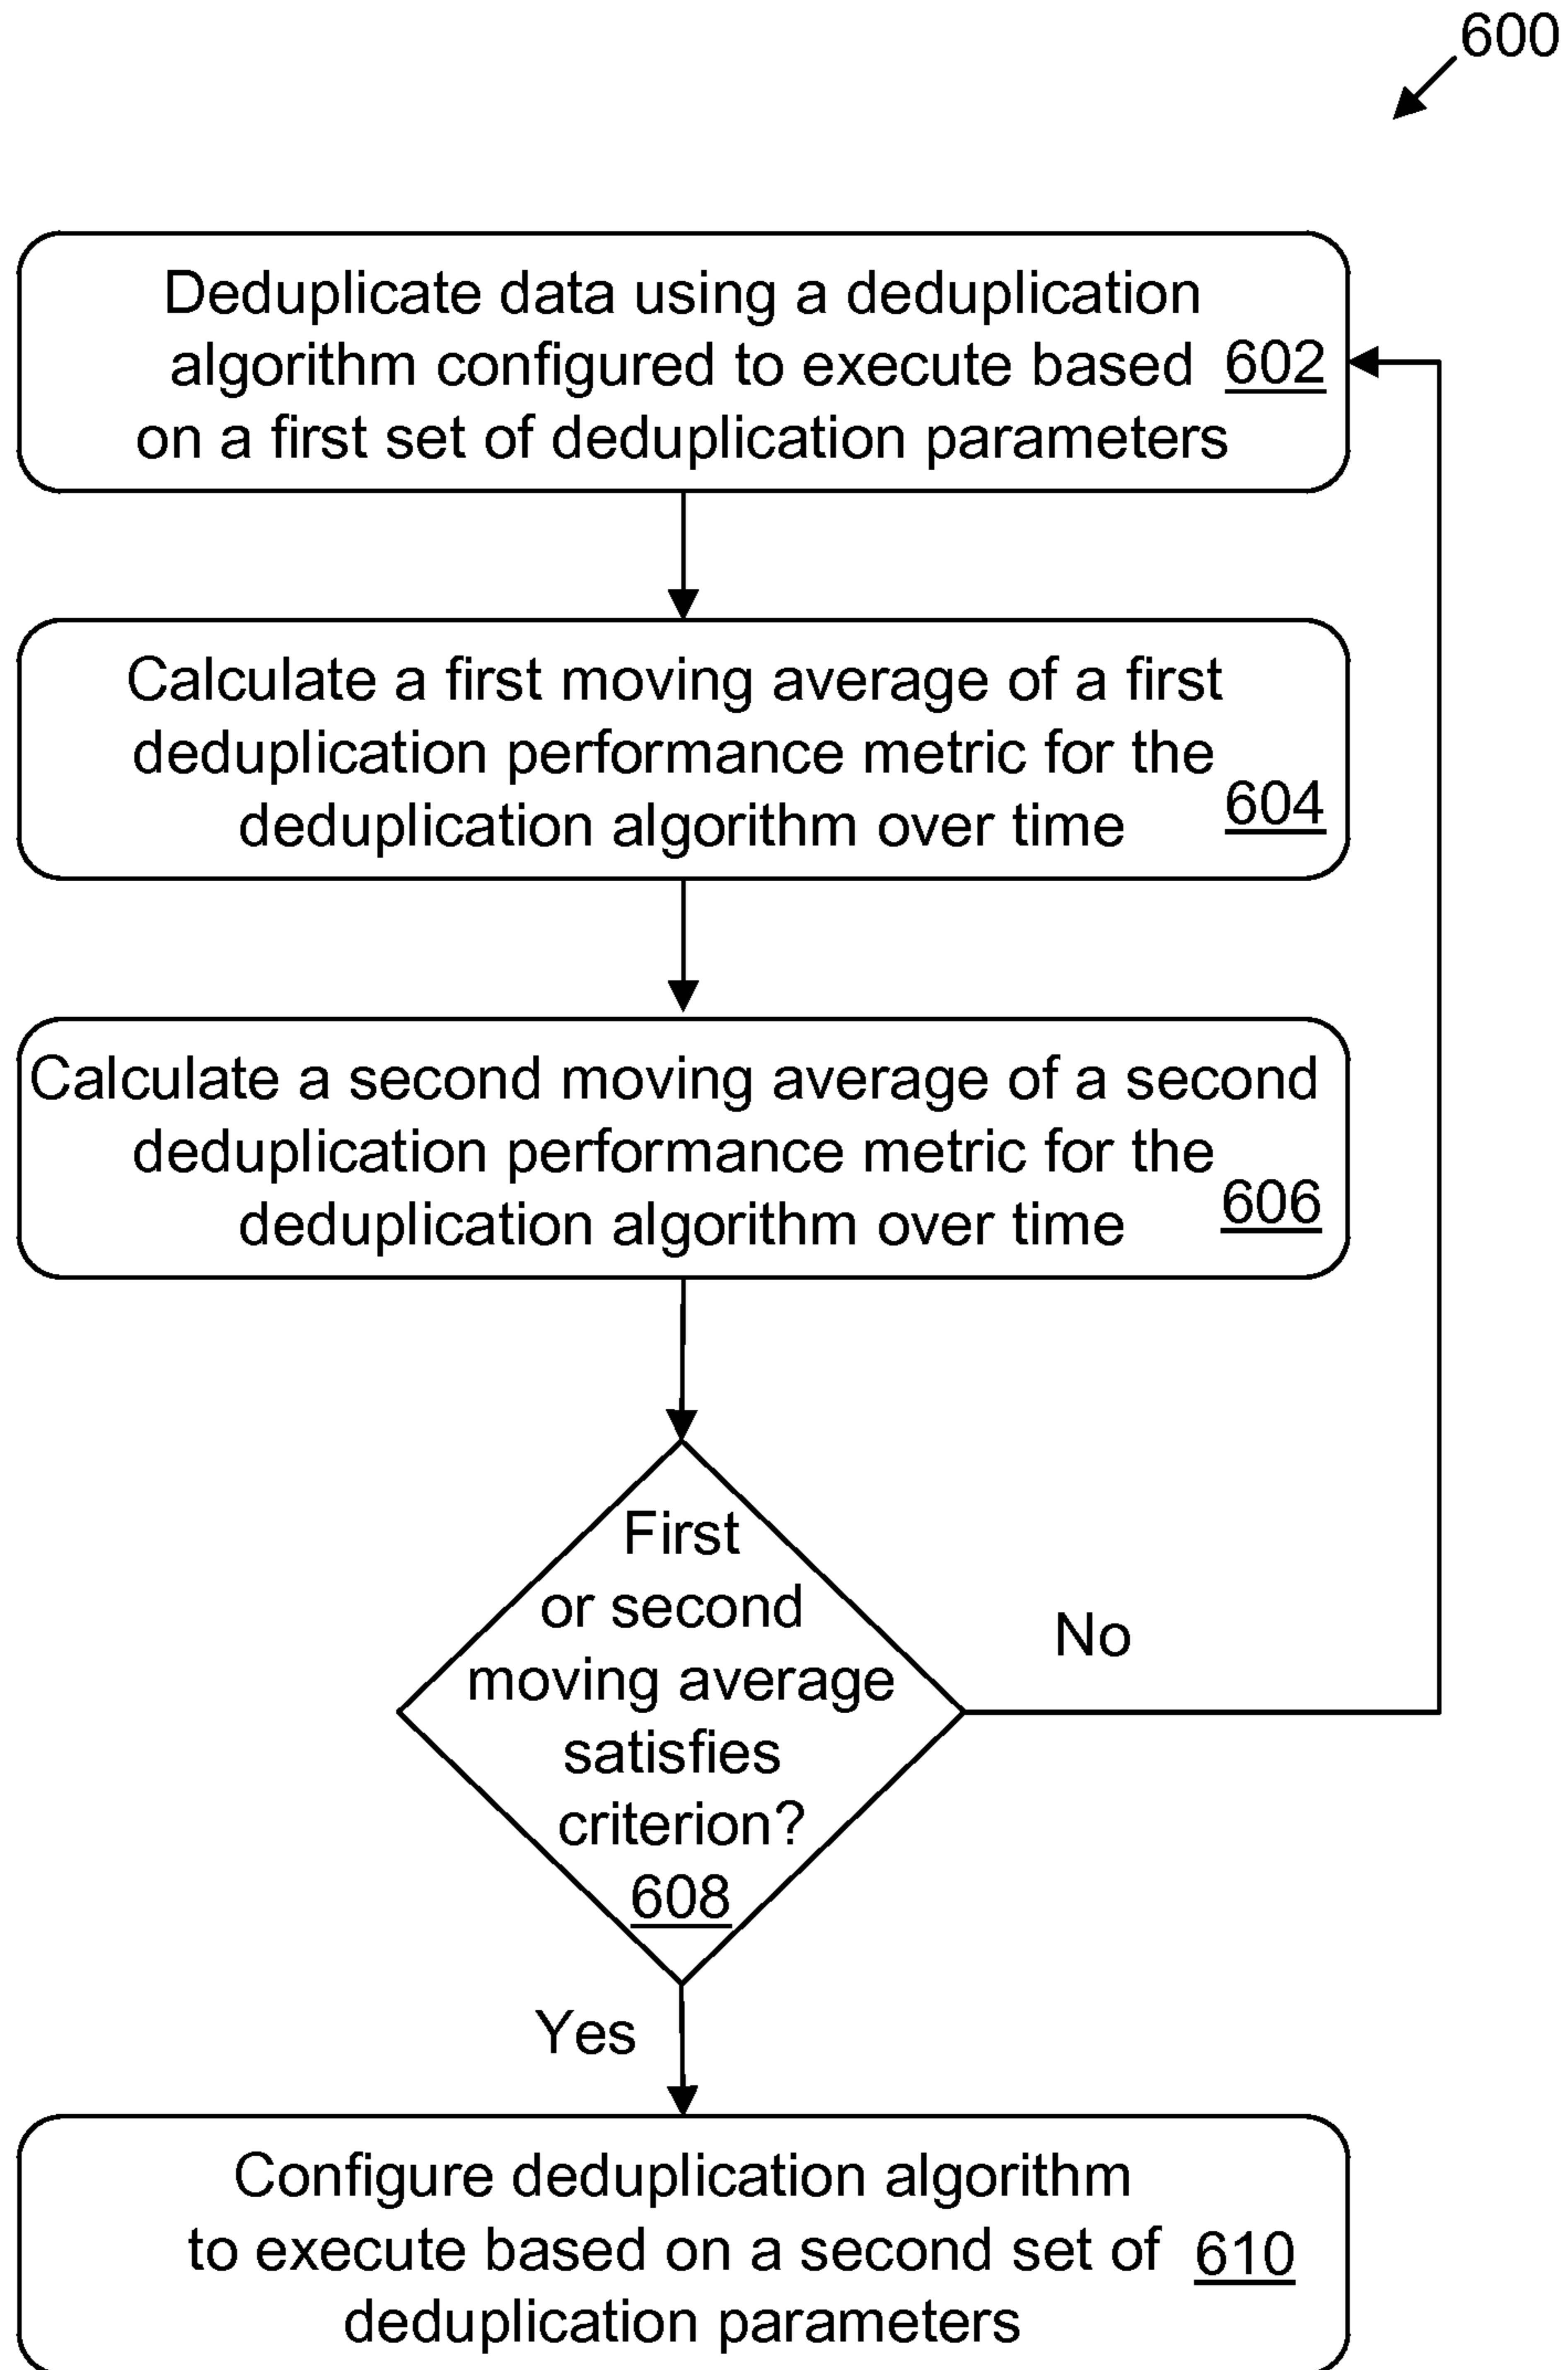 600
Deduplicate data using a deduplication
algorithm configured to execute based 602
on a first set of deduplication parameters
Calculate a first moving average of a first
deduplication performance metric for the
604
deduplication algorithm over time
Calculate a second moving average of a second
deduplication performance metric for the
606
deduplication algorithm over time
First
or second
moving average
satisfies
criterion?
608
No
Yes
Configure deduplication algorithm
to execute based on a second set of 610
deduplication parameters